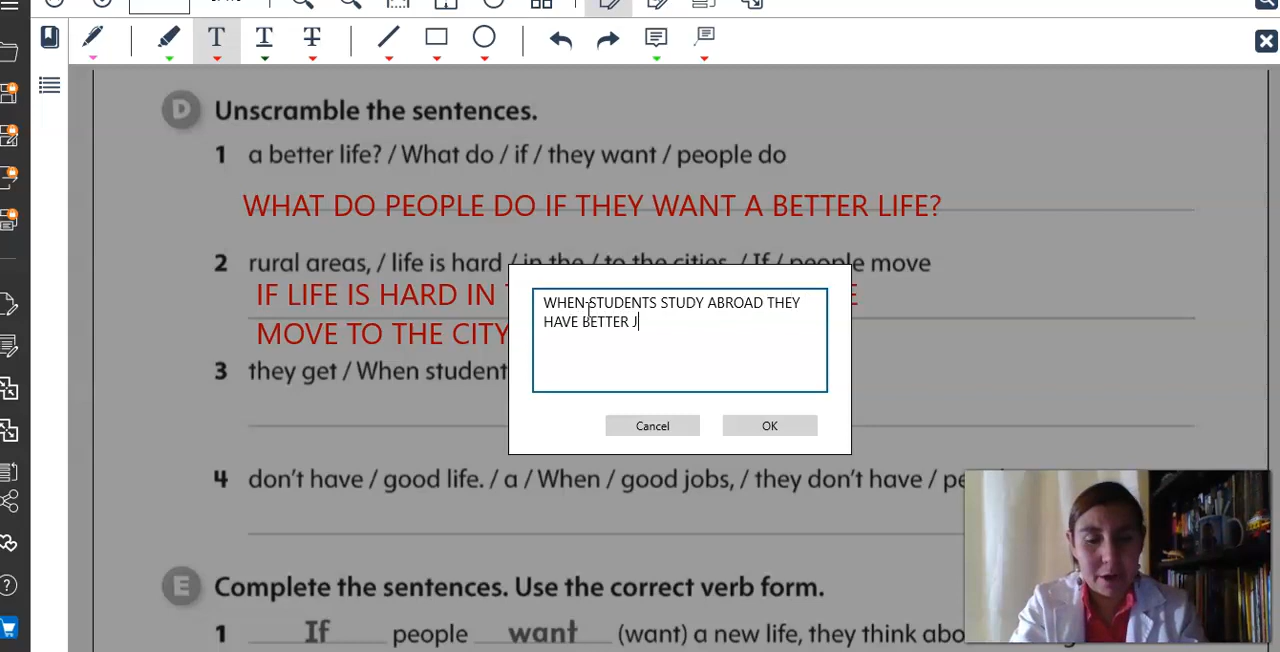 D Unscramble the sentences.
1 a better life? / What do / if / they want / people do
WHAT DO PEOPLE DO IF THEY WANT A BETTER LIFE?
2 rural areas, / life is hard / in the / to the cities. / If / people move
IF LIFE IS HARD IN
MOVE TO THE CITY
3 they get / When student
WHEN STUDENTS STUDY ABROAD THEY
HAVE BETTER J
Cancel OK
4 don't have / good life. / a / When / good jobs, / they don't have / pe
E Complete the sentences. Use the correct verb form.
1 If people want (want) a new life, they think abo